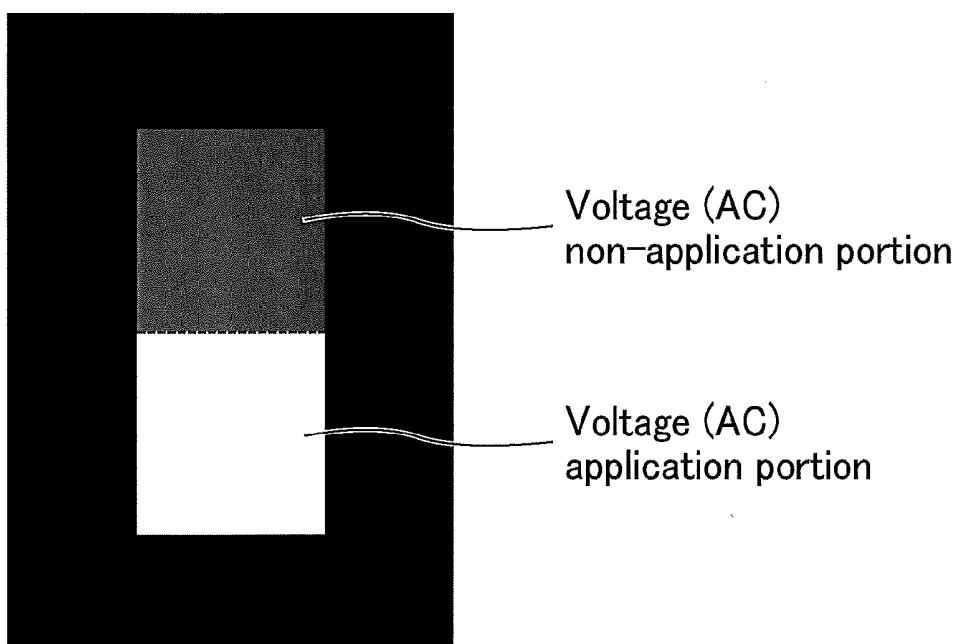 Voltage (AC)
non-application portion
Voltage (AC)
application portion